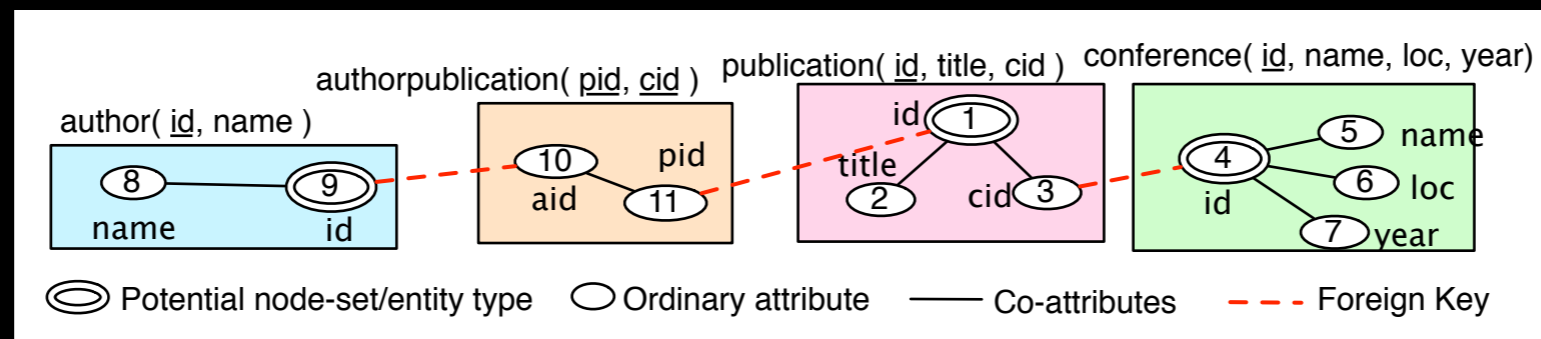 author( id, name )
authorpublication( pid, cid )
publication( id, title, cid )
conference( id, name, loc, year)
8
name
9
id
10
aid
pid
11
id
1
title
2
cid
3
4
id
5
name
6
loc
7
year
Potential node-set/entity type
Ordinary attribute
Co-attributes
Foreign Key